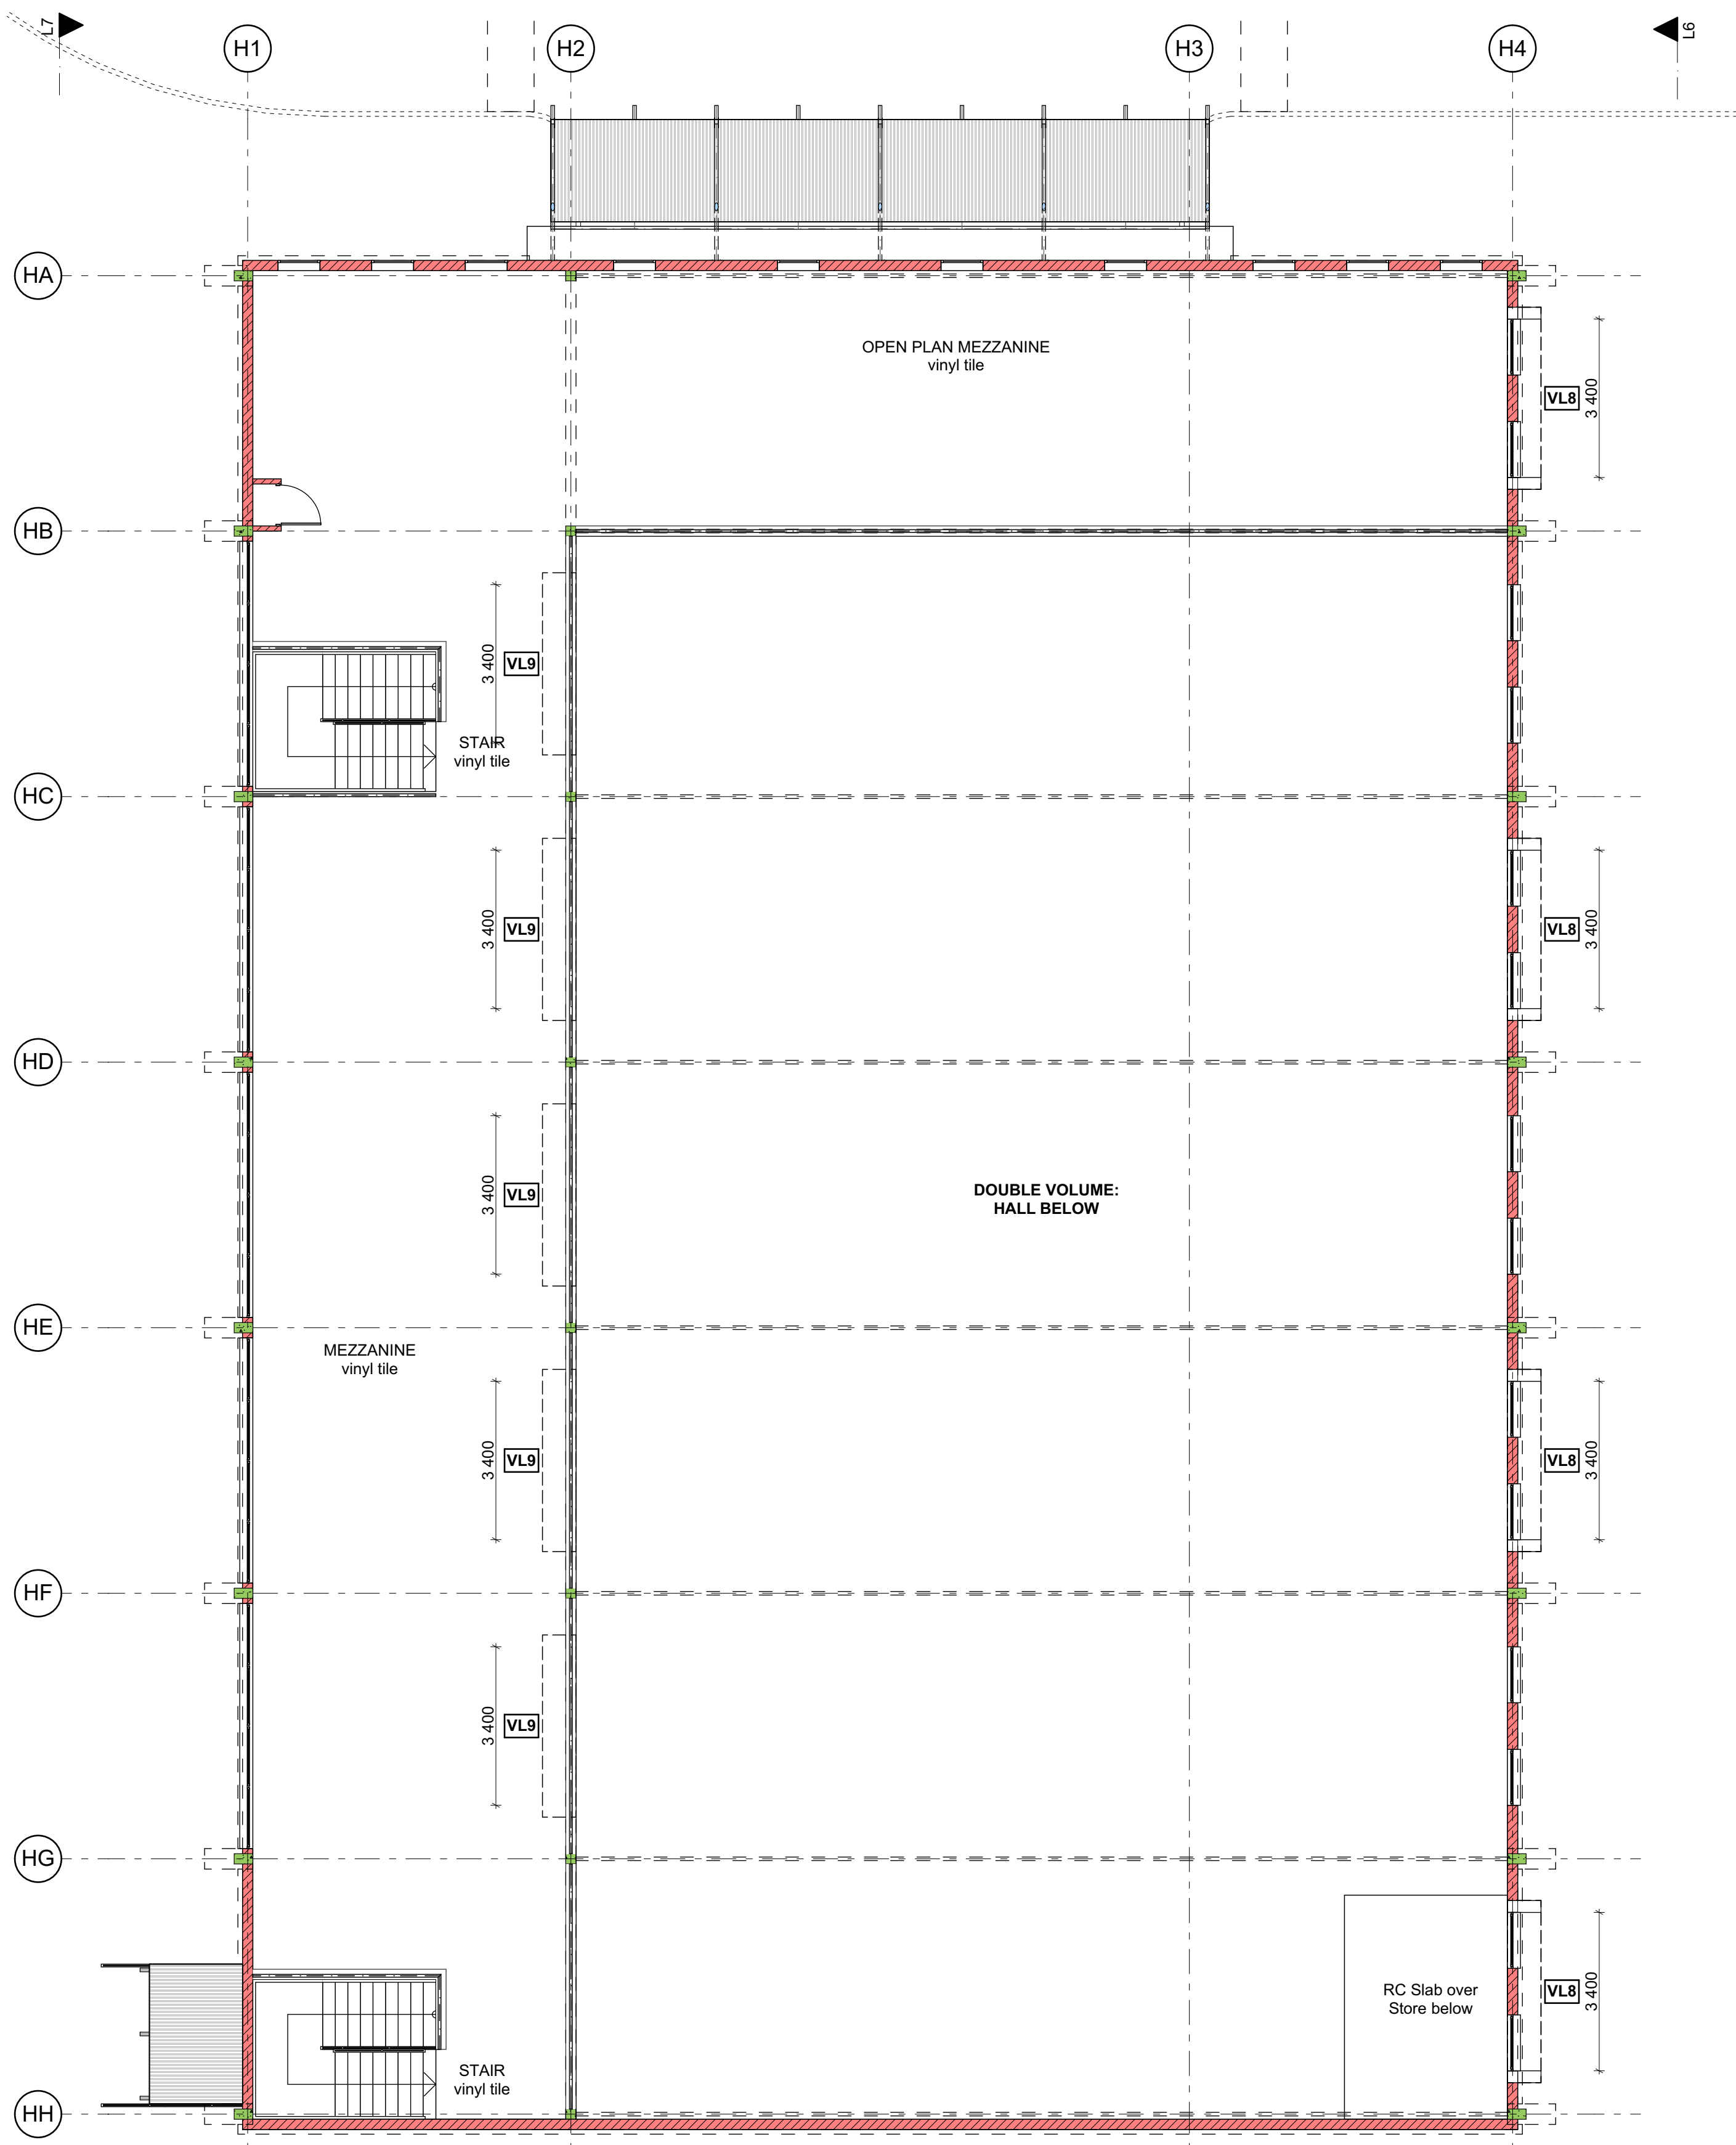 L7
H1
H2
H3
H4
L6
HA
OPEN PLAN MEZZANINE
vinyl tile
VL8
3 400
HB
3 400
VL9
STAIR
vinyl tile
HC
3 400
VL9
VL8
3 400
HD
3 400
VL9
DOUBLE VOLUME:
HALL BELOW
HE
MEZZANINE
vinyl tile
3 400
VL9
VL8
3 400
HF
3 400
VL9
HG
RC Slab over
Store below
VL8
3 400
STAIR
vinyl tile
HH